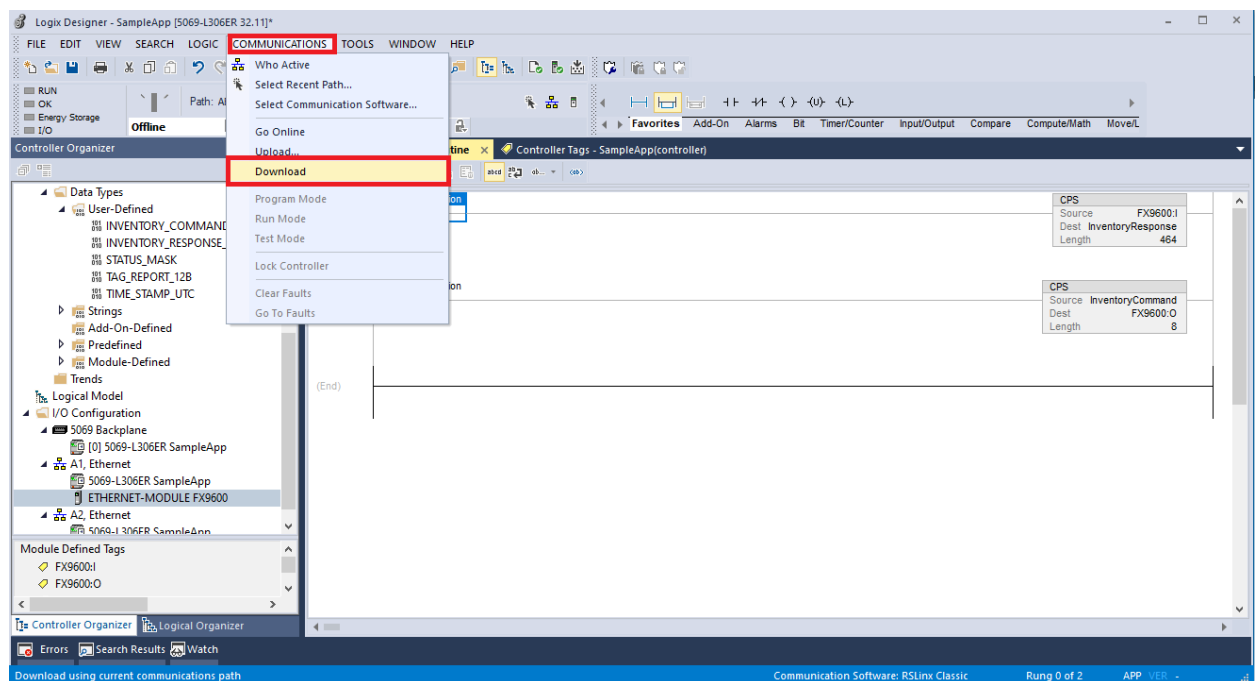 Logix Designer - SampleApp [5069-L306ER 32.11]*
FILE EDIT VIEW SEARCH LOGIC COMMUNICATIONS TOOLS WINDOW HELP
Who Active
Select Recent Path...
Select Communication Software...
Go Online
Upload...
Download
Program Mode
Run Mode
Test Mode
Lock Controller
Clear Faults
Go To Faults
RUN
OK
Energy Storage
I/O
Path:
Offline
Favorites Add-On Alarms Bit Timer/Counter Input/Output Compare Compute/Math Move/L
Controller Organizer
tine
Controller Tags - SampleApp(controller)
Data Types
User-Defined
INVENTORY_COMMAND
INVENTORY_RESPONSE_
STATUS_MASK
TAG_REPORT_12B
TIME_STAMP_UTC
Strings
Add-On-Defined
Predefined
Module-Defined
Trends
Logical Model
I/O Configuration
5069 Backplane
[0] 5069-L306ER SampleApp
A1, Ethernet
5069-L306ER SampleApp
ETHERNET-MODULE FX9600
A2, Ethernet
5069-L306ER SampleApp
Module Defined Tags
FX9600:I
FX9600:O
Controller Organizer Logical Organizer
ion
CPS
Source FX9600:I
Dest InventoryResponse
Length 464
ion
CPS
Source InventoryCommand
Dest FX9600:O
Length 8
(End)
Errors Search Results Watch
Download using current communications path Communication Software: RSLinx Classic Rung 0 of 2 APP VER -